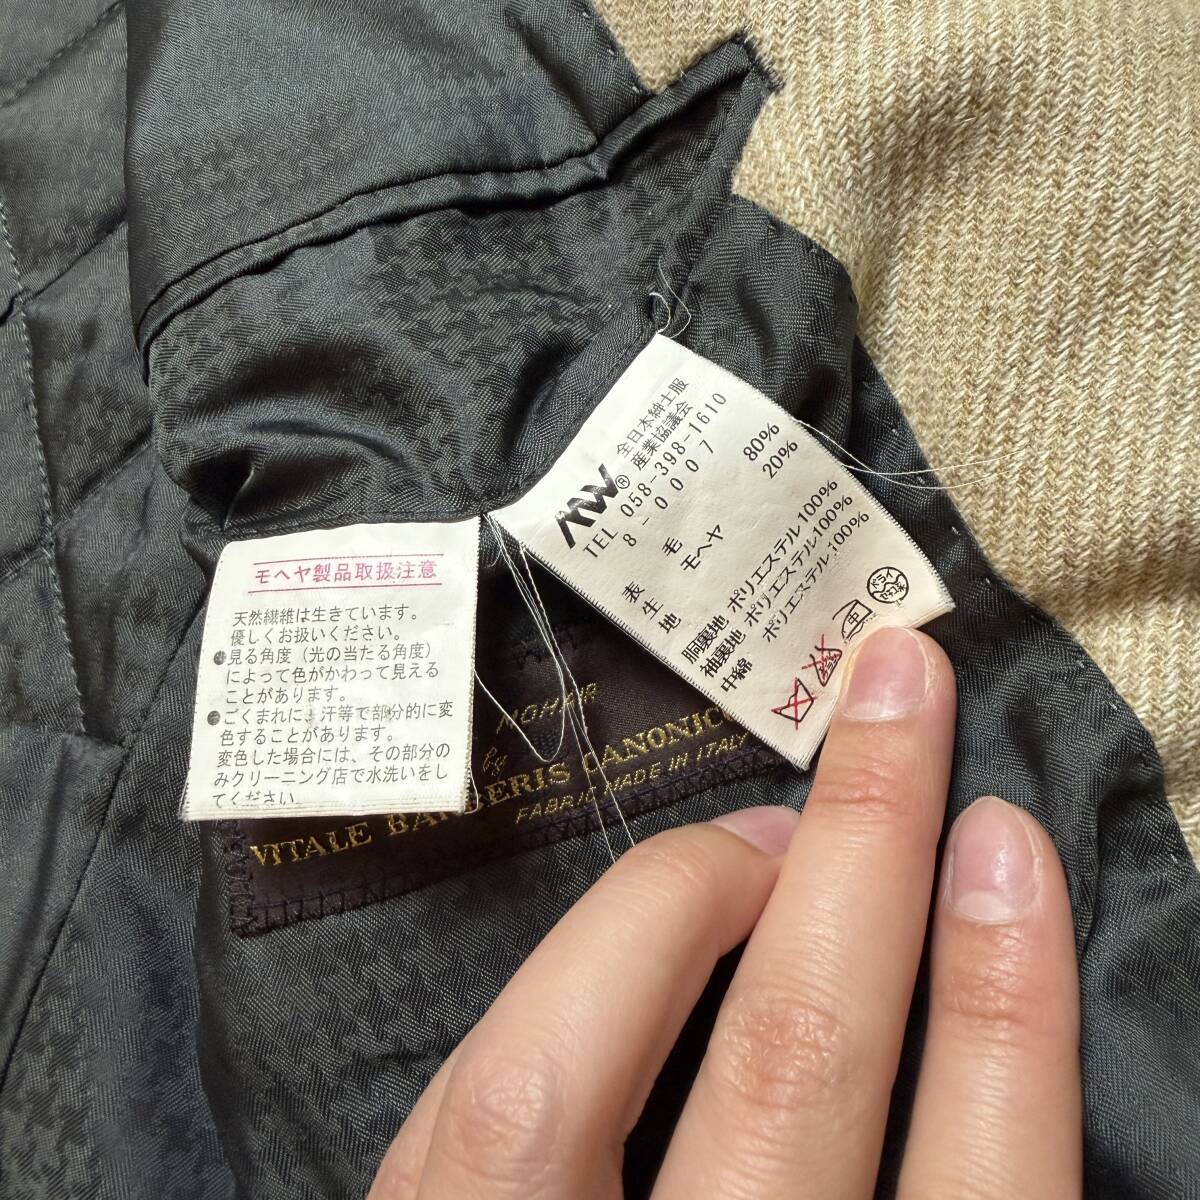 モヘヤ製品取扱注意
天然繊維は生きています。
優しくお扱いください。
●見る角度（光の当たる角度）
によって色がかわって見える
ことがあります。
●ごくまれに、汗等で部分的に変
色することがあります。
変色した場合には、その部分の
みクリーニング店で水洗いをし
てください
全日本紳士服
産業協議会
MW®
TEL 058-398-1610
8-0007
表生地 毛 80%
モヘヤ 20%
胴裏地 ポリエステル100%
袖裏地 ポリエステル100%
中綿 ポリエステル100%
ドライ
MOHAIR
by
VITALE BARBERIS CANONICO
FABRIC MADE IN ITALY